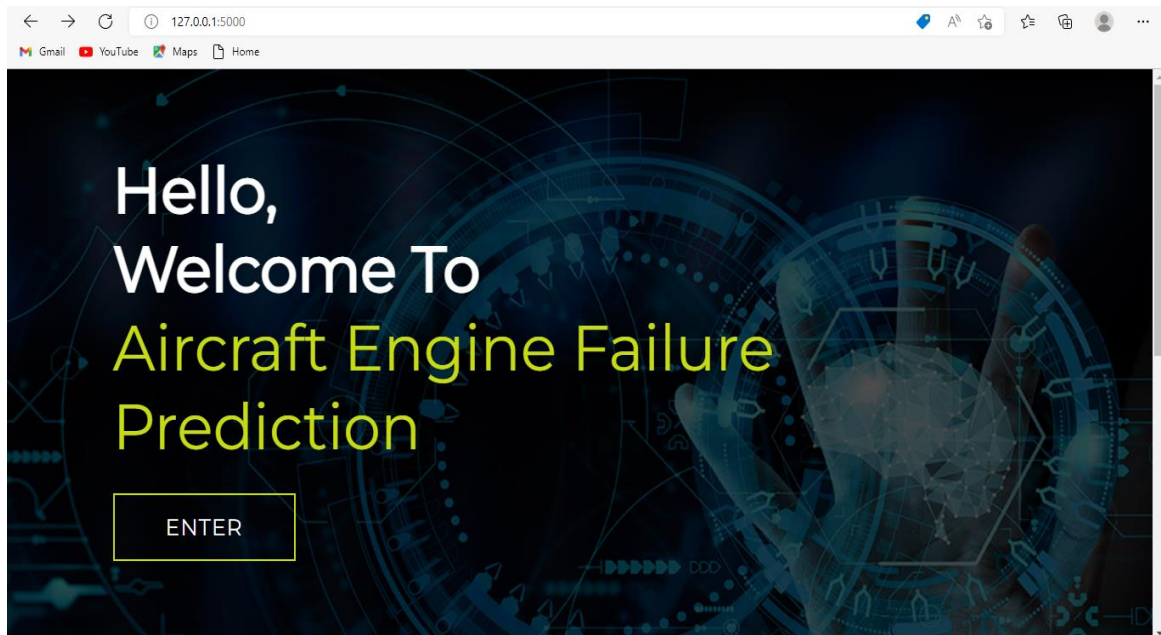 127.0.0.1:5000
Gmail YouTube Maps Home
Hello,
Welcome To
Aircraft Engine Failure
Prediction
ENTER